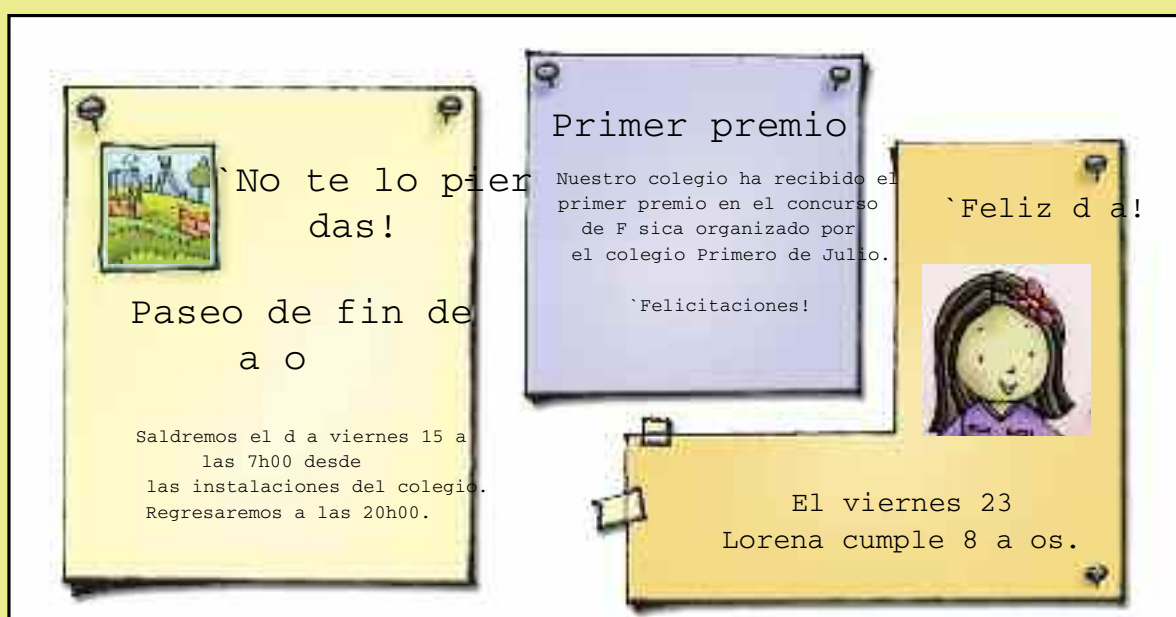 `No te lo pier
das!
Paseo de fin de
a o
Saldremos el d a viernes 15 a
las 7h00 desde
las instalaciones del colegio.
Regresaremos a las 20h00.
Primer premio
Nuestro colegio ha recibido el
primer premio en el concurso
de F sica organizado por
el colegio Primero de Julio.
`Felicitaciones!
`Feliz d a!
El viernes 23
Lorena cumple 8 a os.